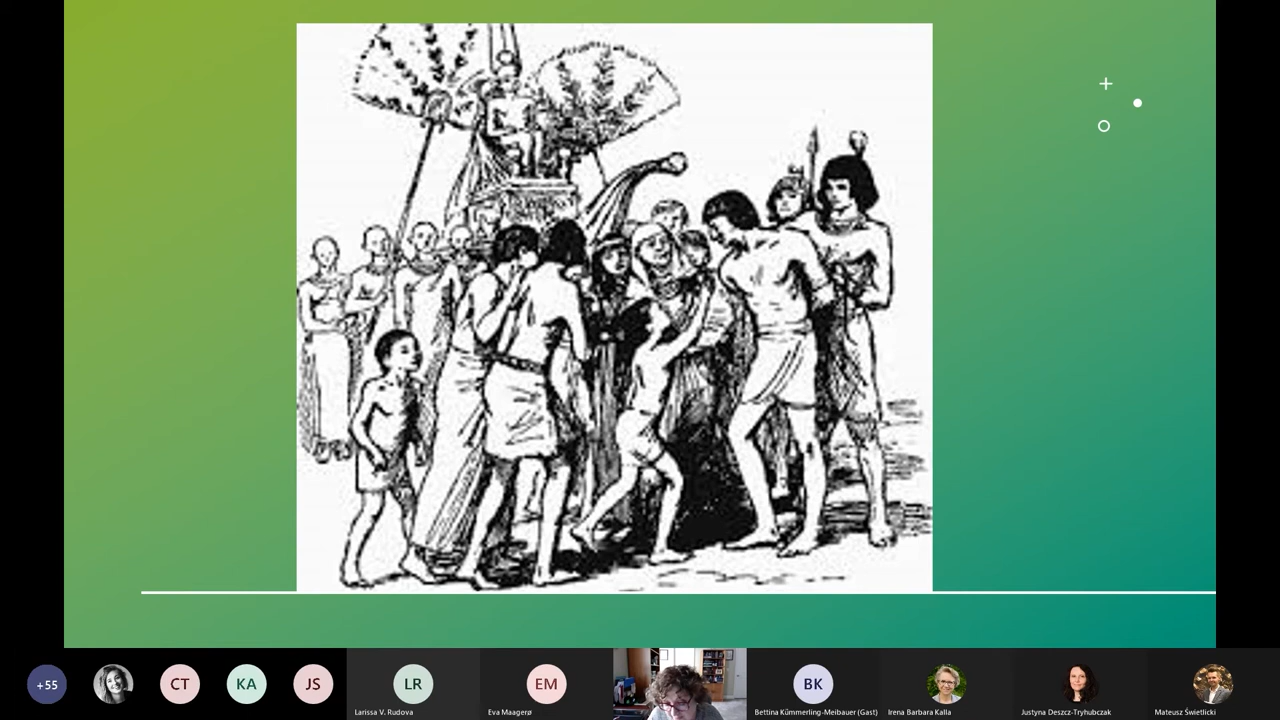 +55
CT
KA
JS
LR
EM
BK
Larissa V. Rudova
Eva Maagerø
Bettina Kümmerling-Meibauer (Gast)
Irena Barbara Kalla
Justyna Deszcz-Tryhubczak
Mateusz Świetlicki